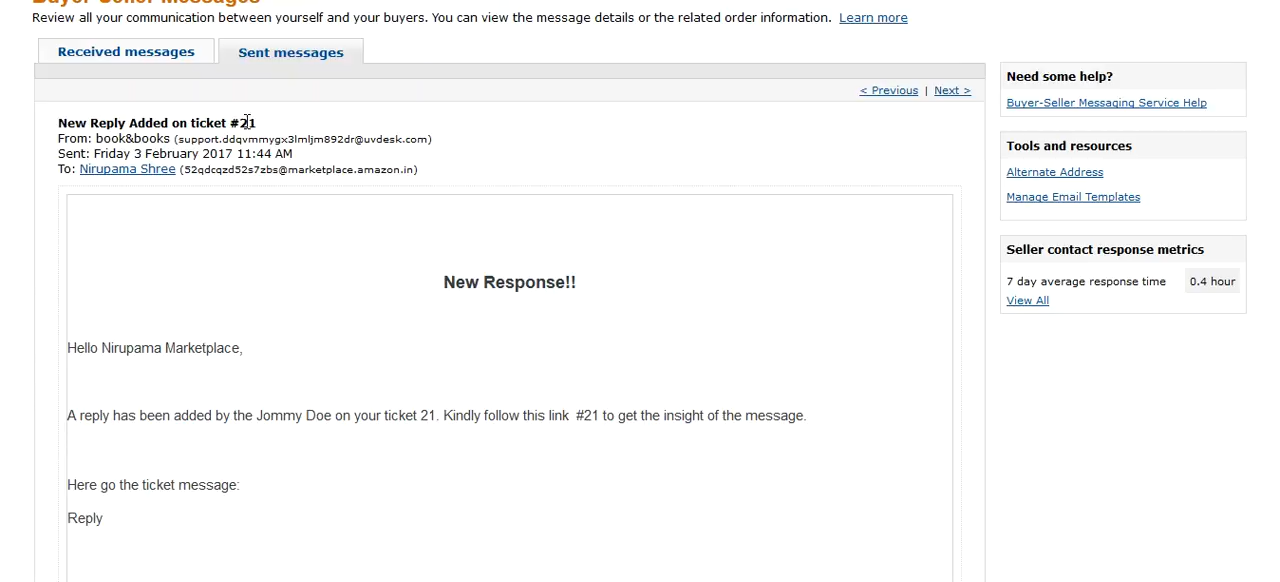 Buyer-Seller Messages
Review all your communication between yourself and your buyers. You can view the message details or the related order information. Learn more
Received messages
Sent messages
< Previous | Next >
New Reply Added on ticket #21
From: book&books (support.ddqvmmygx3lmljm892dr@uvdesk.com)
Sent: Friday 3 February 2017 11:44 AM
To: Nirupama Shree (52qdcqzd52s7zbs@marketplace.amazon.in)
New Response!!
Hello Nirupama Marketplace,
A reply has been added by the Jommy Doe on your ticket 21. Kindly follow this link #21 to get the insight of the message.
Here go the ticket message:
Reply
Need some help?
Buyer-Seller Messaging Service Help
Tools and resources
Alternate Address
Manage Email Templates
Seller contact response metrics
7 day average response time 0.4 hour
View All